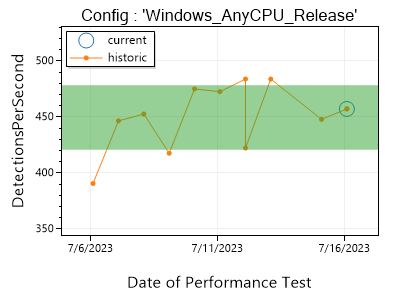 Config : 'Windows_AnyCPU_Release'
current
historic
DetectionsPerSecond
500
450
400
350
7/6/2023
7/11/2023
7/16/2023
Date of Performance Test